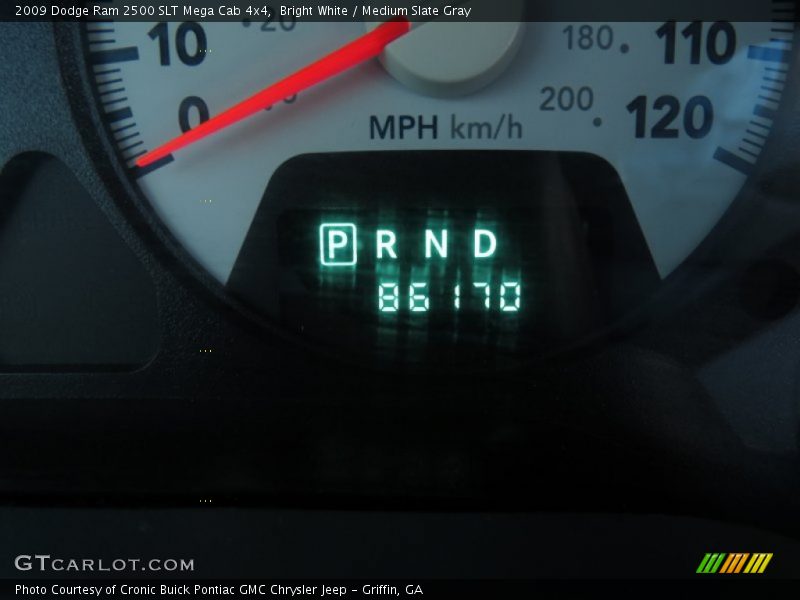 2009 Dodge Ram 2500 SLT Mega Cab 4x4, Bright White / Medium Slate Gray
10 20 180 110
0 200 120
MPH km/h
P R N D
86170
GTCARLOT.COM
Photo Courtesy of Cronic Buick Pontiac GMC Chrysler Jeep - Griffin, GA